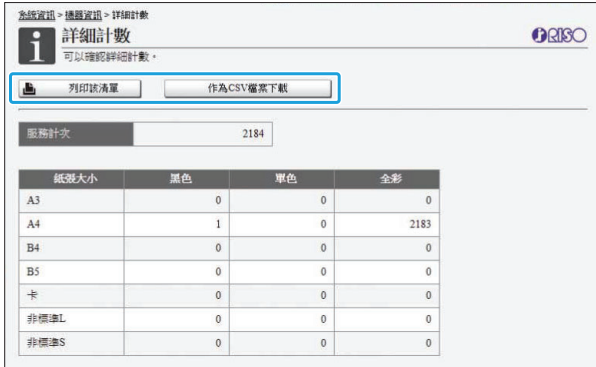 系統資訊 > 機器資訊 > 詳細計數
詳細計數
RISO
可以確認詳細計數。
列印該清單 作為CSV檔案下載
服務計次 2184
紙張大小 黑色 單色 全彩
A3 0 0 0
A4 1 0 2183
B4 0 0 0
B5 0 0 0
卡 0 0 0
非標準L 0 0 0
非標準S 0 0 0